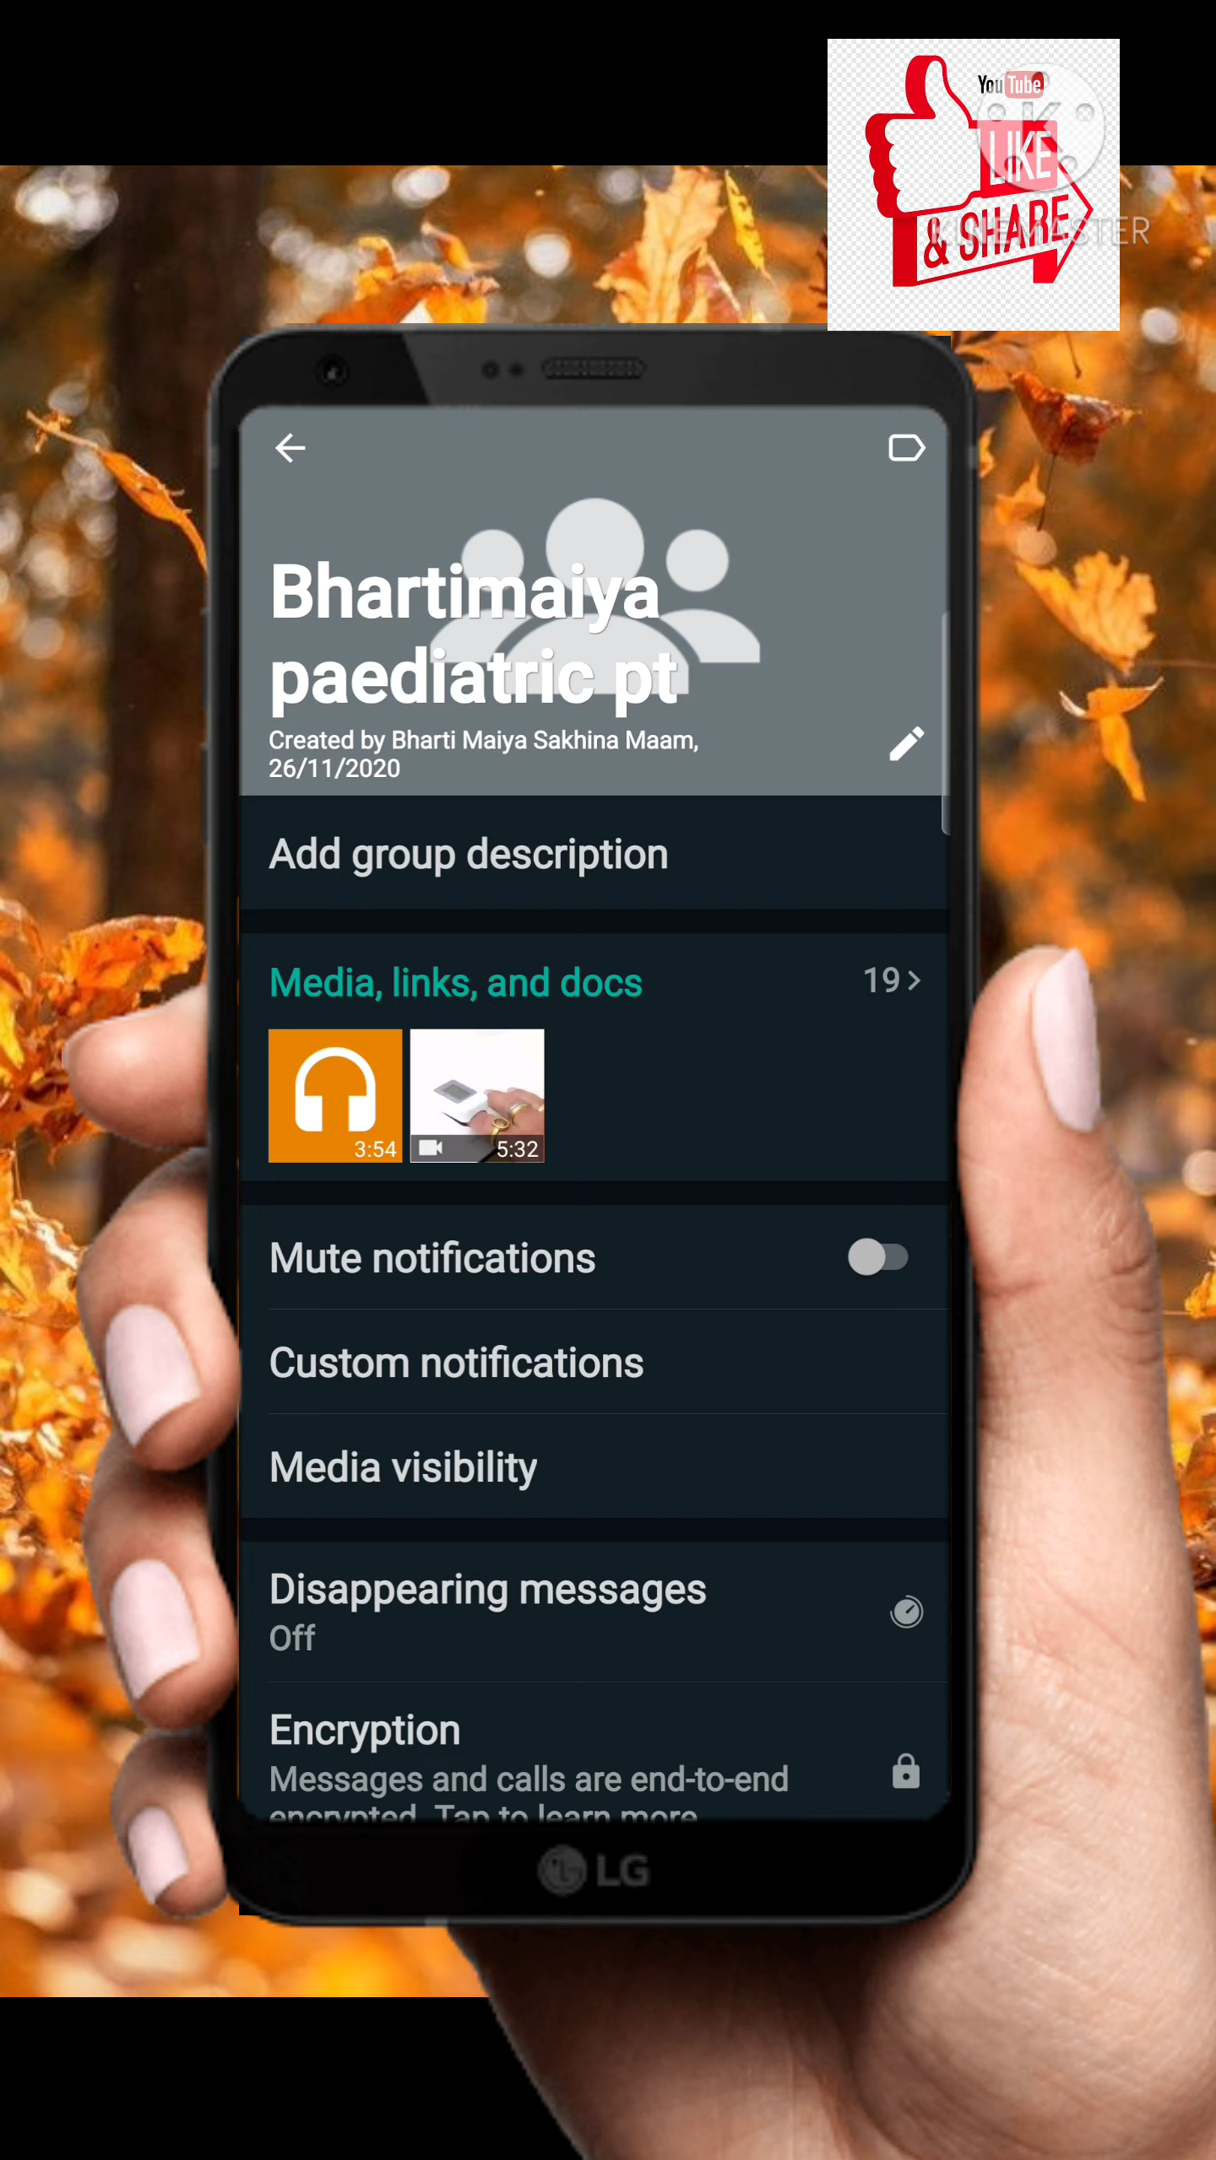 You Tube
LIKE
& SHARE
KINEMASTER
Bhartimaiya
paediatric pt
Created by Bharti Maiya Sakhina Maam,
26/11/2020
Add group description
Media, links, and docs
19
3:54
5:32
Mute notifications
Custom notifications
Media visibility
Disappearing messages
Off
Encryption
Messages and calls are end-to-end
encrypted. Tap to learn more.
LG